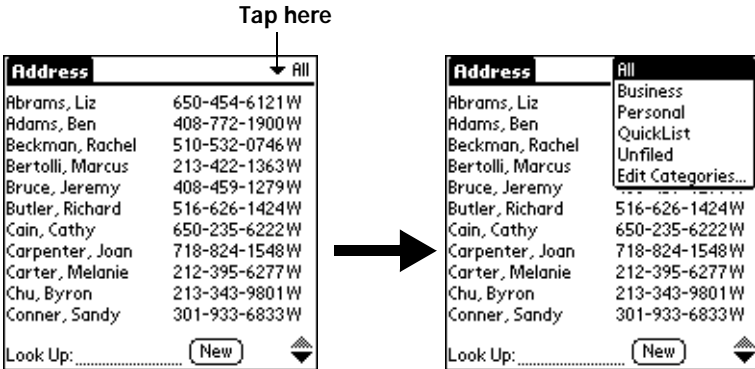 Tap here
Address All
Abrams, Liz 650-454-6121W
Adams, Ben 408-772-1900W
Beckman, Rachel 510-532-0746W
Bertolli, Marcus 213-422-1363W
Bruce, Jeremy 408-459-1279W
Butler, Richard 516-626-1424W
Cain, Cathy 650-235-6222W
Carpenter, Joan 718-824-1548W
Carter, Melanie 212-395-6277W
Chu, Byron 213-343-9801W
Conner, Sandy 301-933-6833W
Look Up: New
Address
Abrams, Liz
Adams, Ben
Beckman, Rachel
Bertolli, Marcus
Bruce, Jeremy
Butler, Richard 516-626-1424W
Cain, Cathy 650-235-6222W
Carpenter, Joan 718-824-1548W
Carter, Melanie 212-395-6277W
Chu, Byron 213-343-9801W
Conner, Sandy 301-933-6833W
Look Up: New
All
Business
Personal
QuickList
Unfiled
Edit Categories...